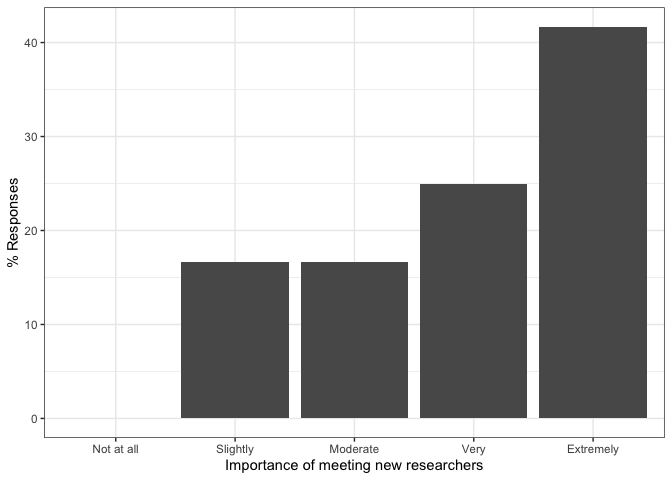 % Responses
40
30
20
10
0
Not at all Slightly Moderate Very Extremely
Importance of meeting new researchers